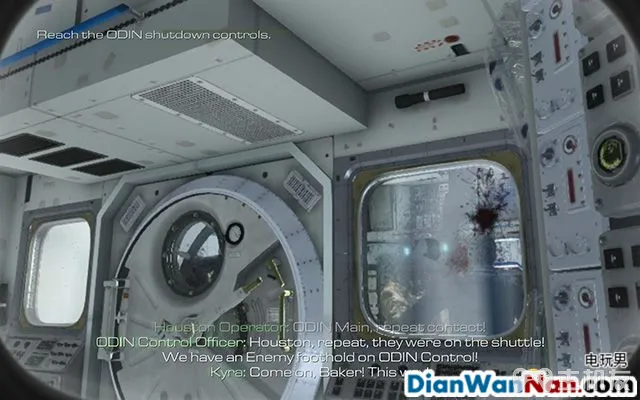 Reach the ODIN shutdown controls.
Houston Operator: ODIN Main, repeat contact!
ODIN Control Officer: Houston, repeat, they were on the shuttle!
We have an Enemy foothold on ODIN Control!
Kyra: Come on, Baker! This
电玩男
DianWanNan.com